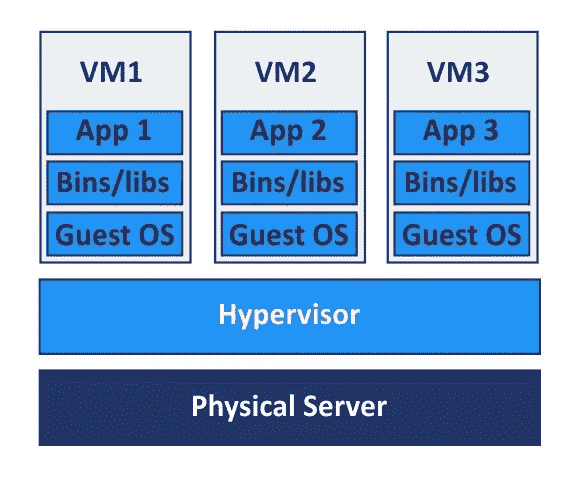 VM1
App 1
Bins/libs
Guest OS
VM2
App 2
Bins/libs
Guest OS
VM3
App 3
Bins/libs
Guest OS
Hypervisor
Physical Server